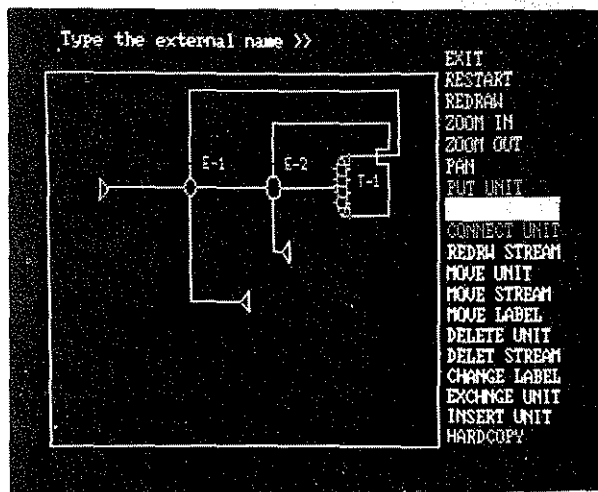 Type the external name >>
EXIT
RESTART
REDRAW
ZOOM IN
ZOOM OUT
PAN
PUT UNIT
CONNECT UNIT
REDRW STREAM
MOVE UNIT
MOVE STREAM
MOVE LABEL
DELETE UNIT
DELET STREAM
CHANGE LABEL
EXCHNGE UNIT
INSERT UNIT
HARDCOPY
E-1
E-2
T-1